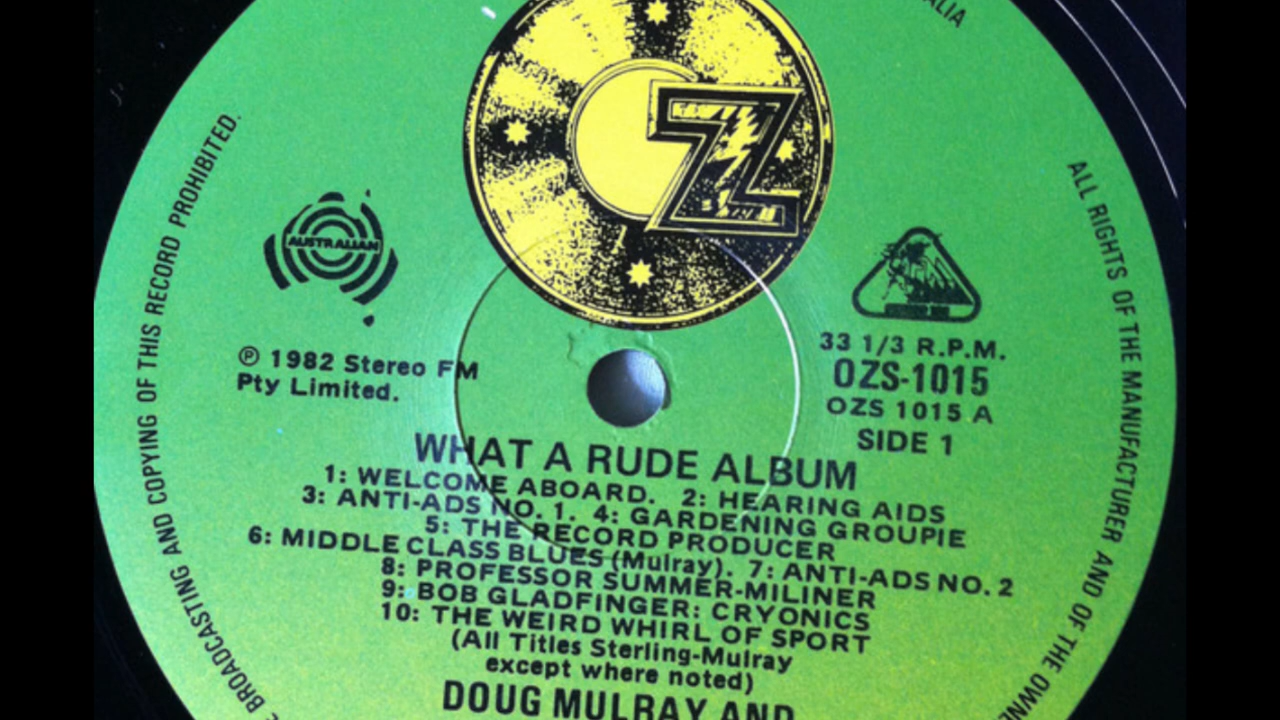 ALIA
Z
AUSTRALIAN
℗ 1982 Stereo FM
Pty Limited.
33 1/3 R.P.M.
OZS-1015
OZS 1015 A
SIDE 1
WHAT A RUDE ALBUM
1: WELCOME ABOARD. 2: HEARING AIDS
3: ANTI-ADS NO. 1. 4: GARDENING GROUPIE
5: THE RECORD PRODUCER
6: MIDDLE CLASS BLUES (Mulray). 7: ANTI-ADS NO. 2
8: PROFESSOR SUMMER-MILINER
9: BOB GLADFINGER: CRYONICS
10: THE WEIRD WHIRL OF SPORT
(All Titles Sterling-Mulray
except where noted)
DOUG MULRAY AND
ALL RIGHTS OF THE MANUFACTURER AND OF THE OWNE
BROADCASTING AND COPYING OF THIS RECORD PROHIBITED.